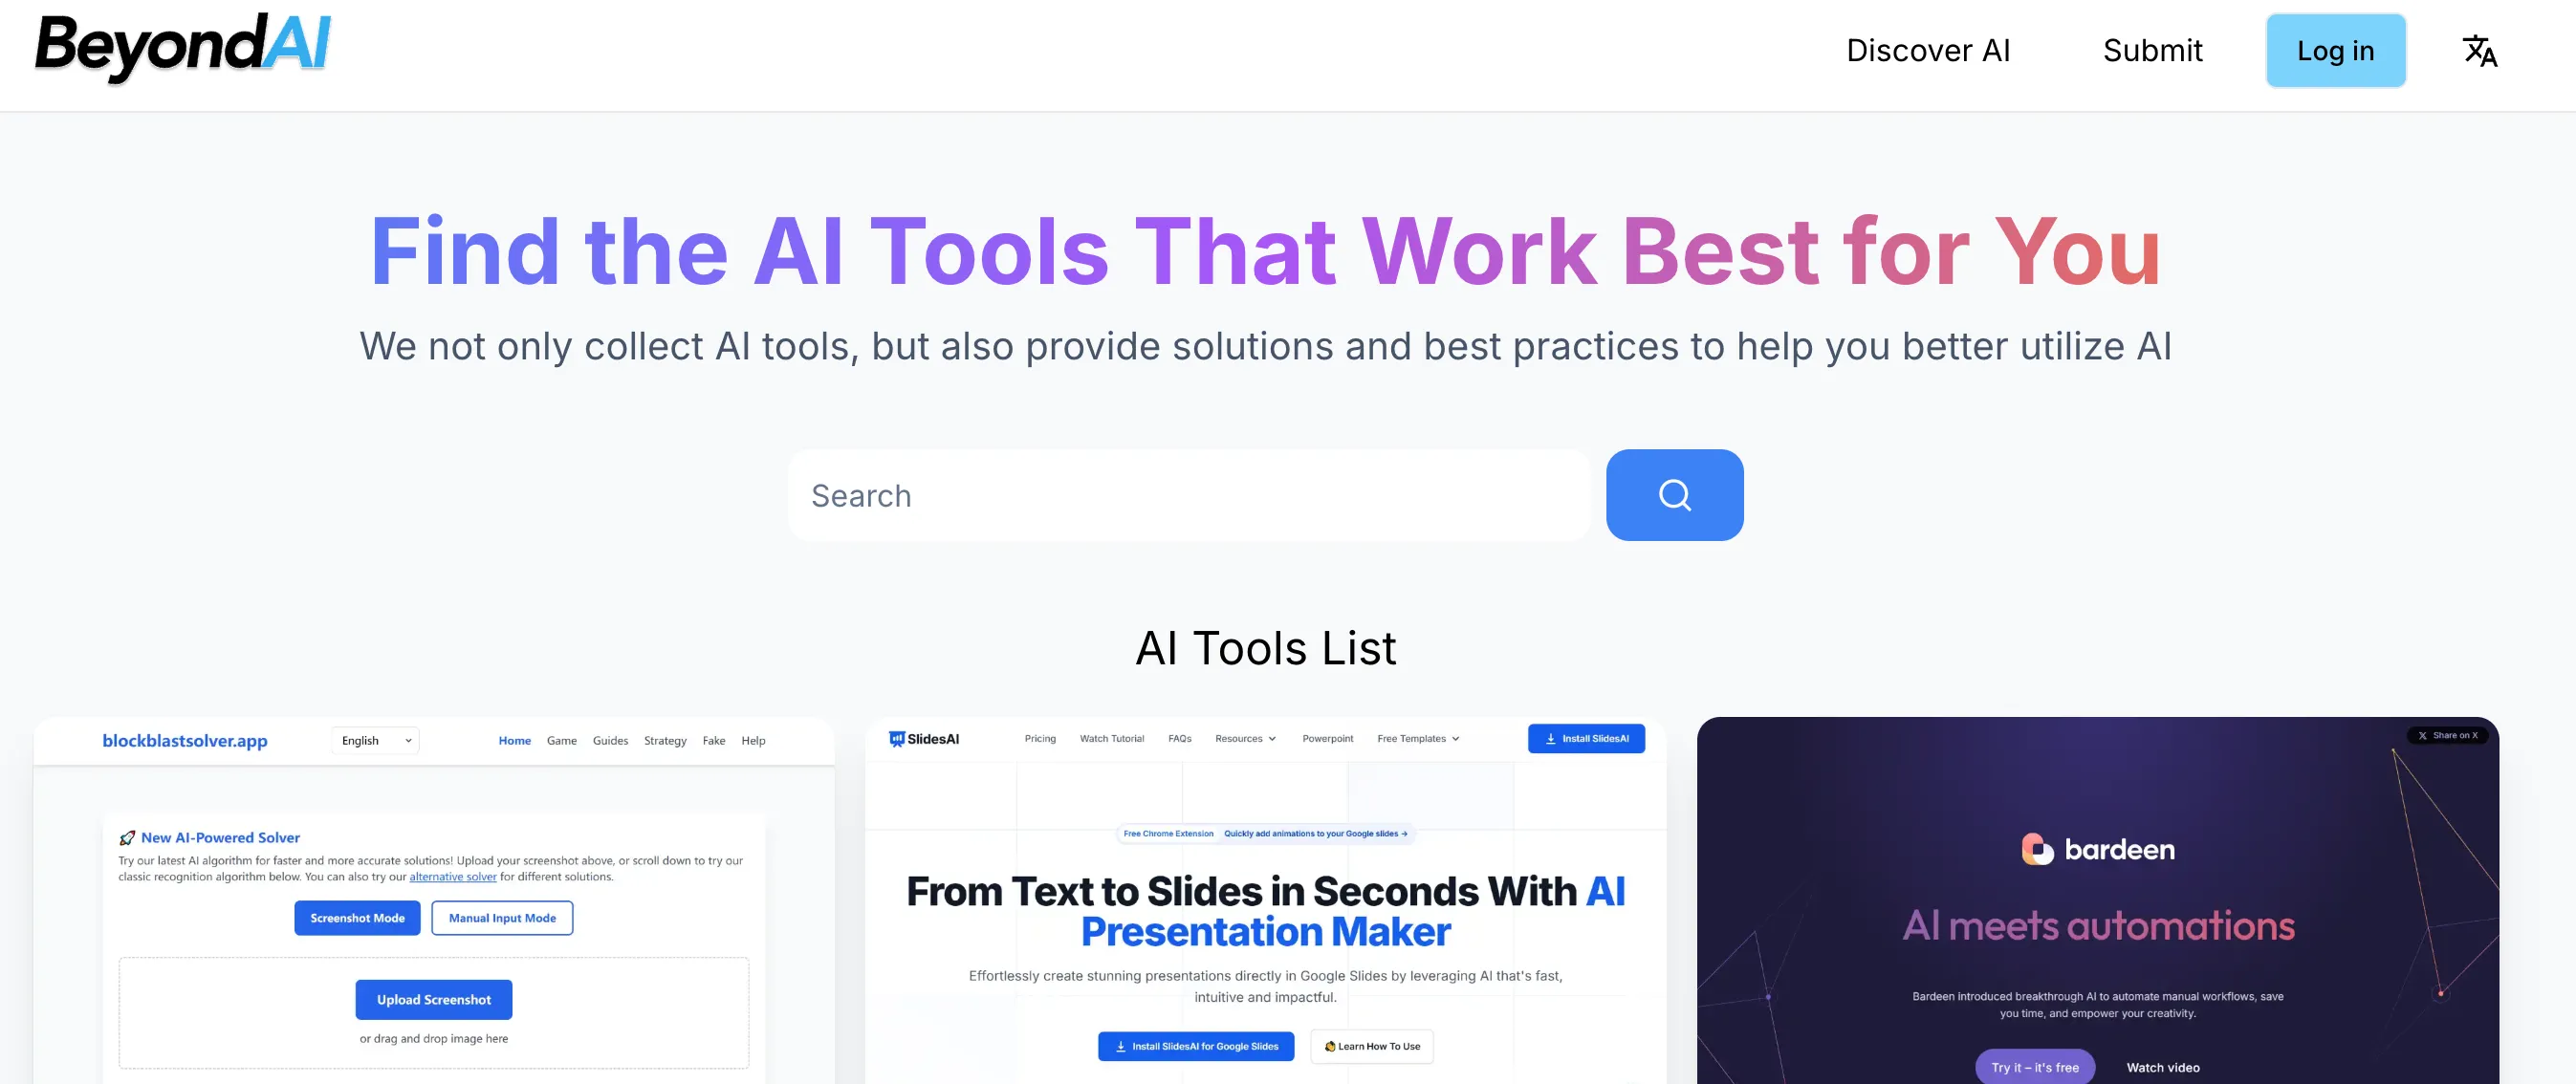 BeyondAI
Discover AI
Submit
Log in
Find the AI Tools That Work Best for You
We not only collect AI tools, but also provide solutions and best practices to help you better utilize AI
Search
AI Tools List
blockblastsolver.app
English
Home Game Guides Strategy Fake Help
🚀 New AI-Powered Solver
Try our latest AI algorithm for faster and more accurate solutions! Upload your screenshot above, or scroll down to try our
classic recognition algorithm below. You can also try our alternative solver for different solutions.
Screenshot Mode
Manual Input Mode
Upload Screenshot
or drag and drop image here
SlidesAI
Pricing Watch Tutorial FAQs Resources Powerpoint Free Templates
Install SlidesAI
Free Chrome Extension Quickly add animations to your Google slides →
From Text to Slides in Seconds With AI
Presentation Maker
Effortlessly create stunning presentations directly in Google Slides by leveraging AI that's fast,
intuitive and impactful.
Install SlidesAI for Google Slides
Learn How To Use
Share on X
bardeen
AI meets automations
Bardeen introduced breakthrough AI to automate manual workflows, save
you time, and empower your creativity.
Try it – it's free
Watch video